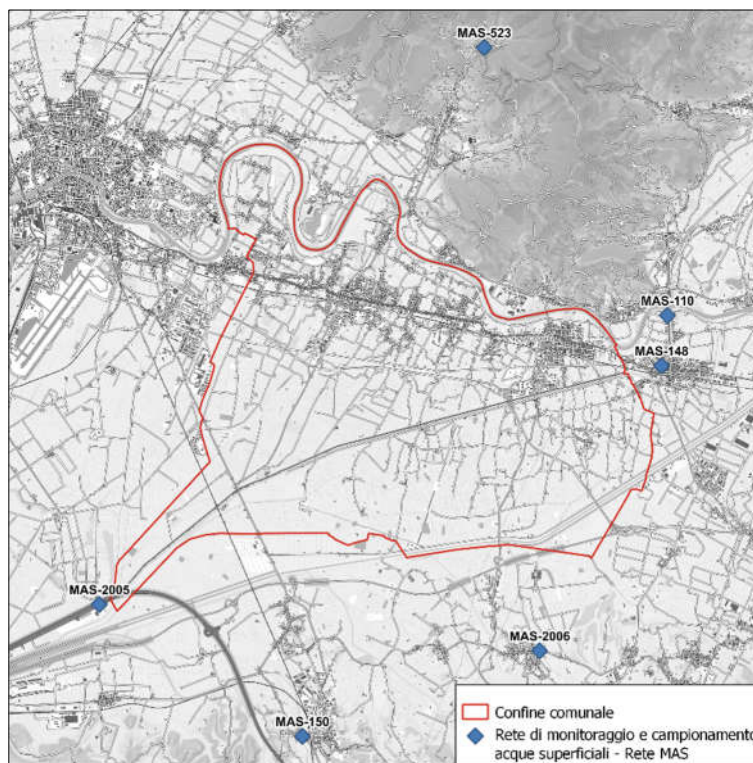 MAS-523
MAS-110
MAS-148
MAS-2005
MAS-2006
MAS-150
Confine comunale
Rete di monitoraggio e campionamento
acque superficiali - Rete MAS